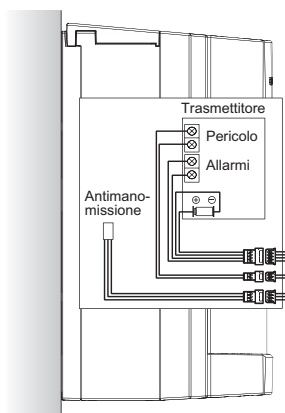 Trasmettitore
Pericolo
Allarmi
Antimano-
missione